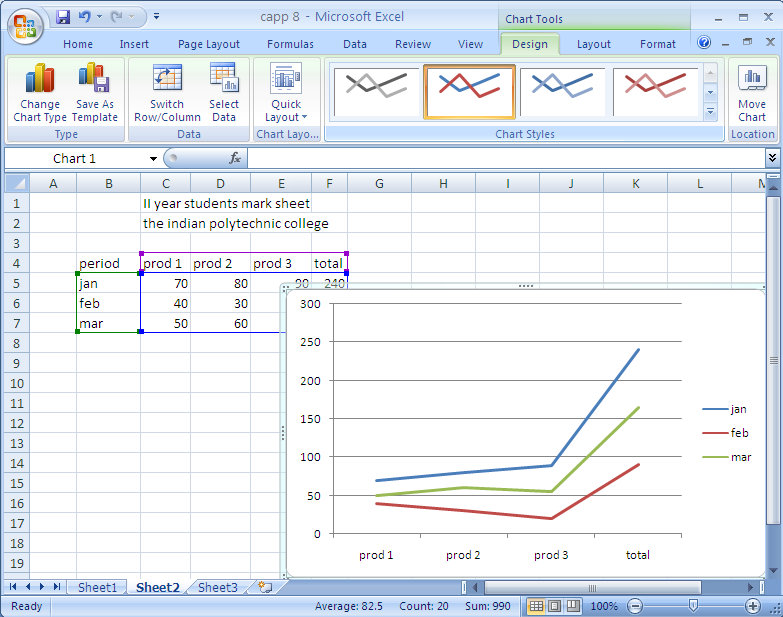 capp 8 - Microsoft Excel
Chart Tools
Home Insert Page Layout Formulas Data Review View Design Layout Format
Change Chart Type
Save As Template
Switch Row/Column
Select Data
Quick Layout
Move Chart
Type Data Chart Layo... Chart Styles Location
Chart 1 fx
A B C D E F G H I J K L M
1 II year students mark sheet
2 the indian polytechnic college
3
4 period prod 1 prod 2 prod 3 total
5 jan 70 80 90 240
6 feb 40 30
7 mar 50 60
8
9
10
11
12
13
14
15
16
17
18
19
300
250
200
150
100
50
0
prod 1 prod 2 prod 3 total
jan
feb
mar
Sheet1 Sheet2 Sheet3
Ready Average: 82.5 Count: 20 Sum: 990 100%